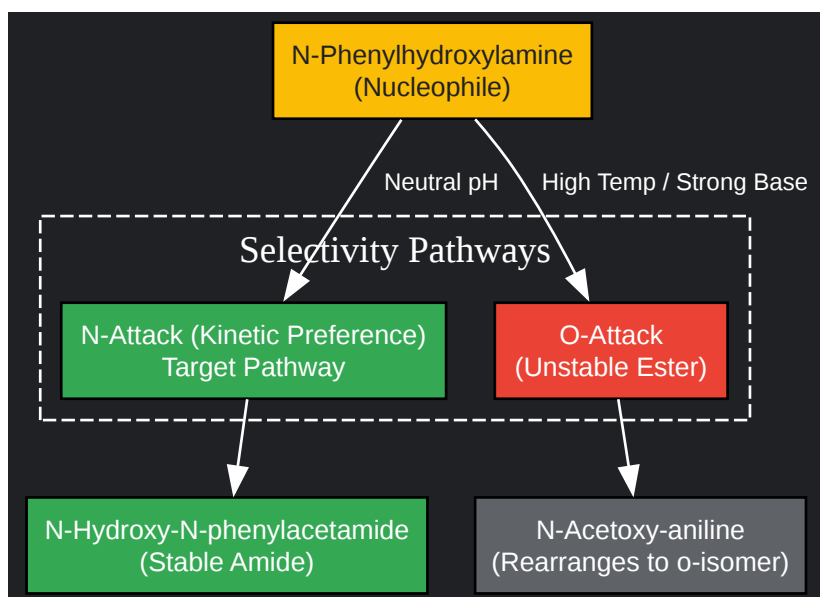 N-Phenylhydroxylamine
(Nucleophile)
Neutral pH
High Temp / Strong Base
Selectivity Pathways
N-Attack (Kinetic Preference)
Target Pathway
O-Attack
(Unstable Ester)
N-Hydroxy-N-phenylacetamide
(Stable Amide)
N-Acetoxy-aniline
(Rearranges to o-isomer)